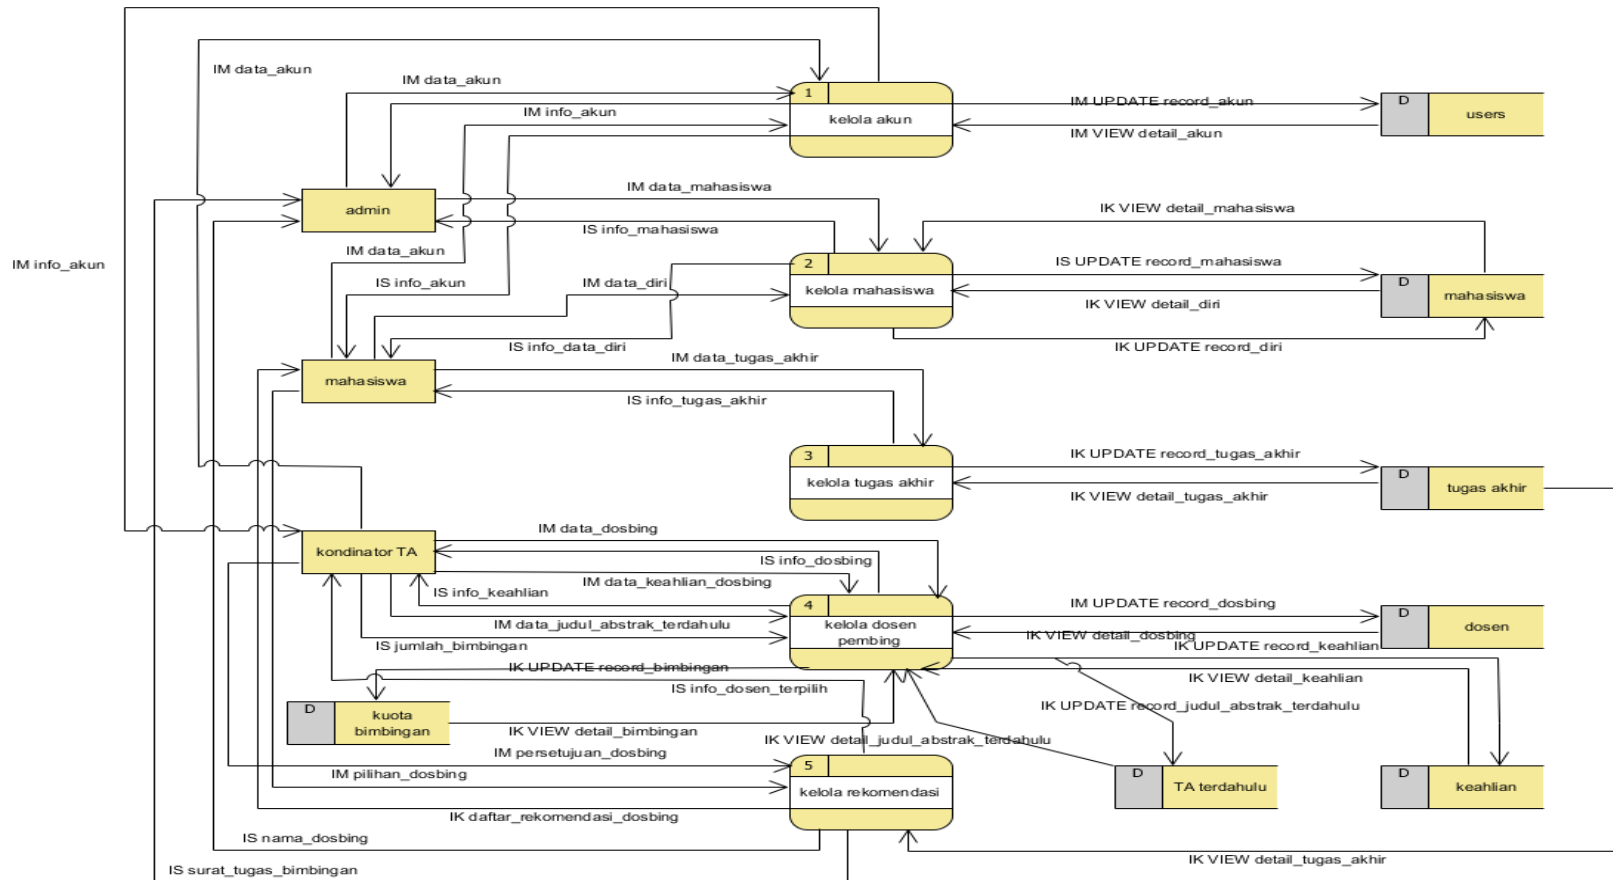 IM data_akun
IM data_akun
1
D
IM UPDATE record_akun
IM info_akun
kelola akun
users
IM VIEW detail_akun
IM data_mahasiswa
admin
IK VIEW detail_mahasiswa
IS info_mahasiswa
IM data_akun
IM info_akun
2
IS UPDATE record_mahasiswa
IS info_akun
IM data_diri
D
kelola mahasiswa
mahasiswa
IK VIEW detail_diri
IS info_data_diri
IK UPDATE record_diri
IM data_tugas_akhir
mahasiswa
IS info_tugas_akhir
3
IK UPDATE record_tugas_akhir
D
kelola tugas akhir
tugas akhir
IK VIEW detail_tugas_akhir
IM data_dosbing
kondinator TA
IS info_dosbing
IM data_keahlian_dosbing
IS info_keahlian
4
IM UPDATE record_dosbing
D
IM data_judul_abstrak_terdahulu
kelola dosen
pembing
dosen
IK VIEW detail_dosbing
IS jumlah_bimbingan
IK UPDATE record_keahlian
IK UPDATE record_bimbingan
IK VIEW detail_keahlian
IS info_dosen_terpilih
D
kuota
bimbingan
IK UPDATE record_judul_abstrak_terdahulu
IK VIEW detail_bimbingan
IK VIEW detail_judul_abstrak_terdahulu
IM persetujuan_dosbing
5
D
D
IM pilihan_dosbing
kelola rekomendasi
TA terdahulu
keahlian
IK daftar_rekomendasi_dosbing
IS nama_dosbing
IK VIEW detail_tugas_akhir
IS surat_tugas_bimbingan